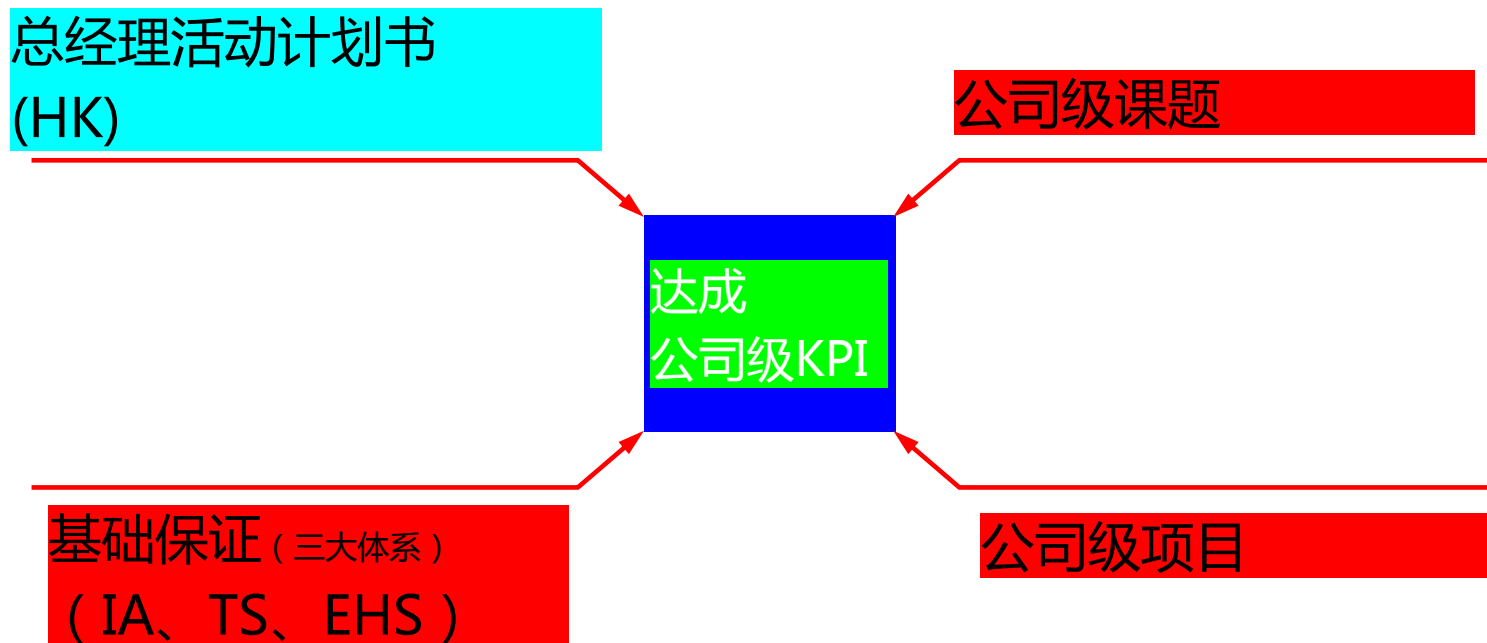 总经理活动计划书
(HK)
公司级课题
达成
公司级KPI
基础保证（三大体系）
（IA、TS、EHS）
公司级项目